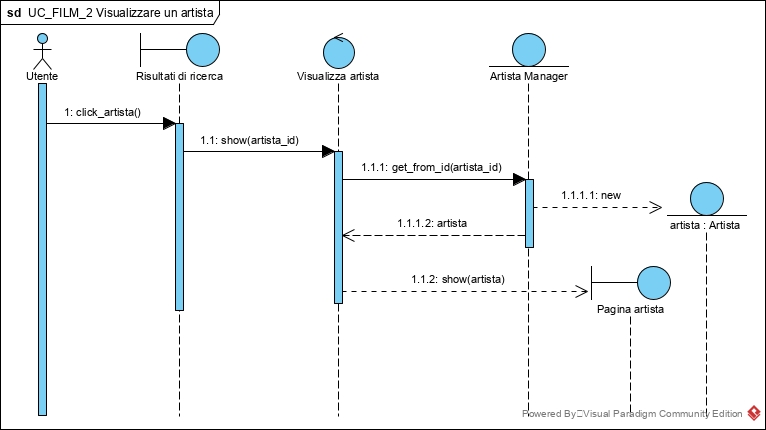 sd UC_FILM_2 Visualizzare un artista
Utente
Risultati di ricerca
Visualizza artista
Artista Manager
1: click_artista()
1.1: show(artista_id)
1.1.1: get_from_id(artista_id)
1.1.1.1: new
artista : Artista
1.1.1.2: artista
1.1.2: show(artista)
Pagina artista
Powered By Visual Paradigm Community Edition